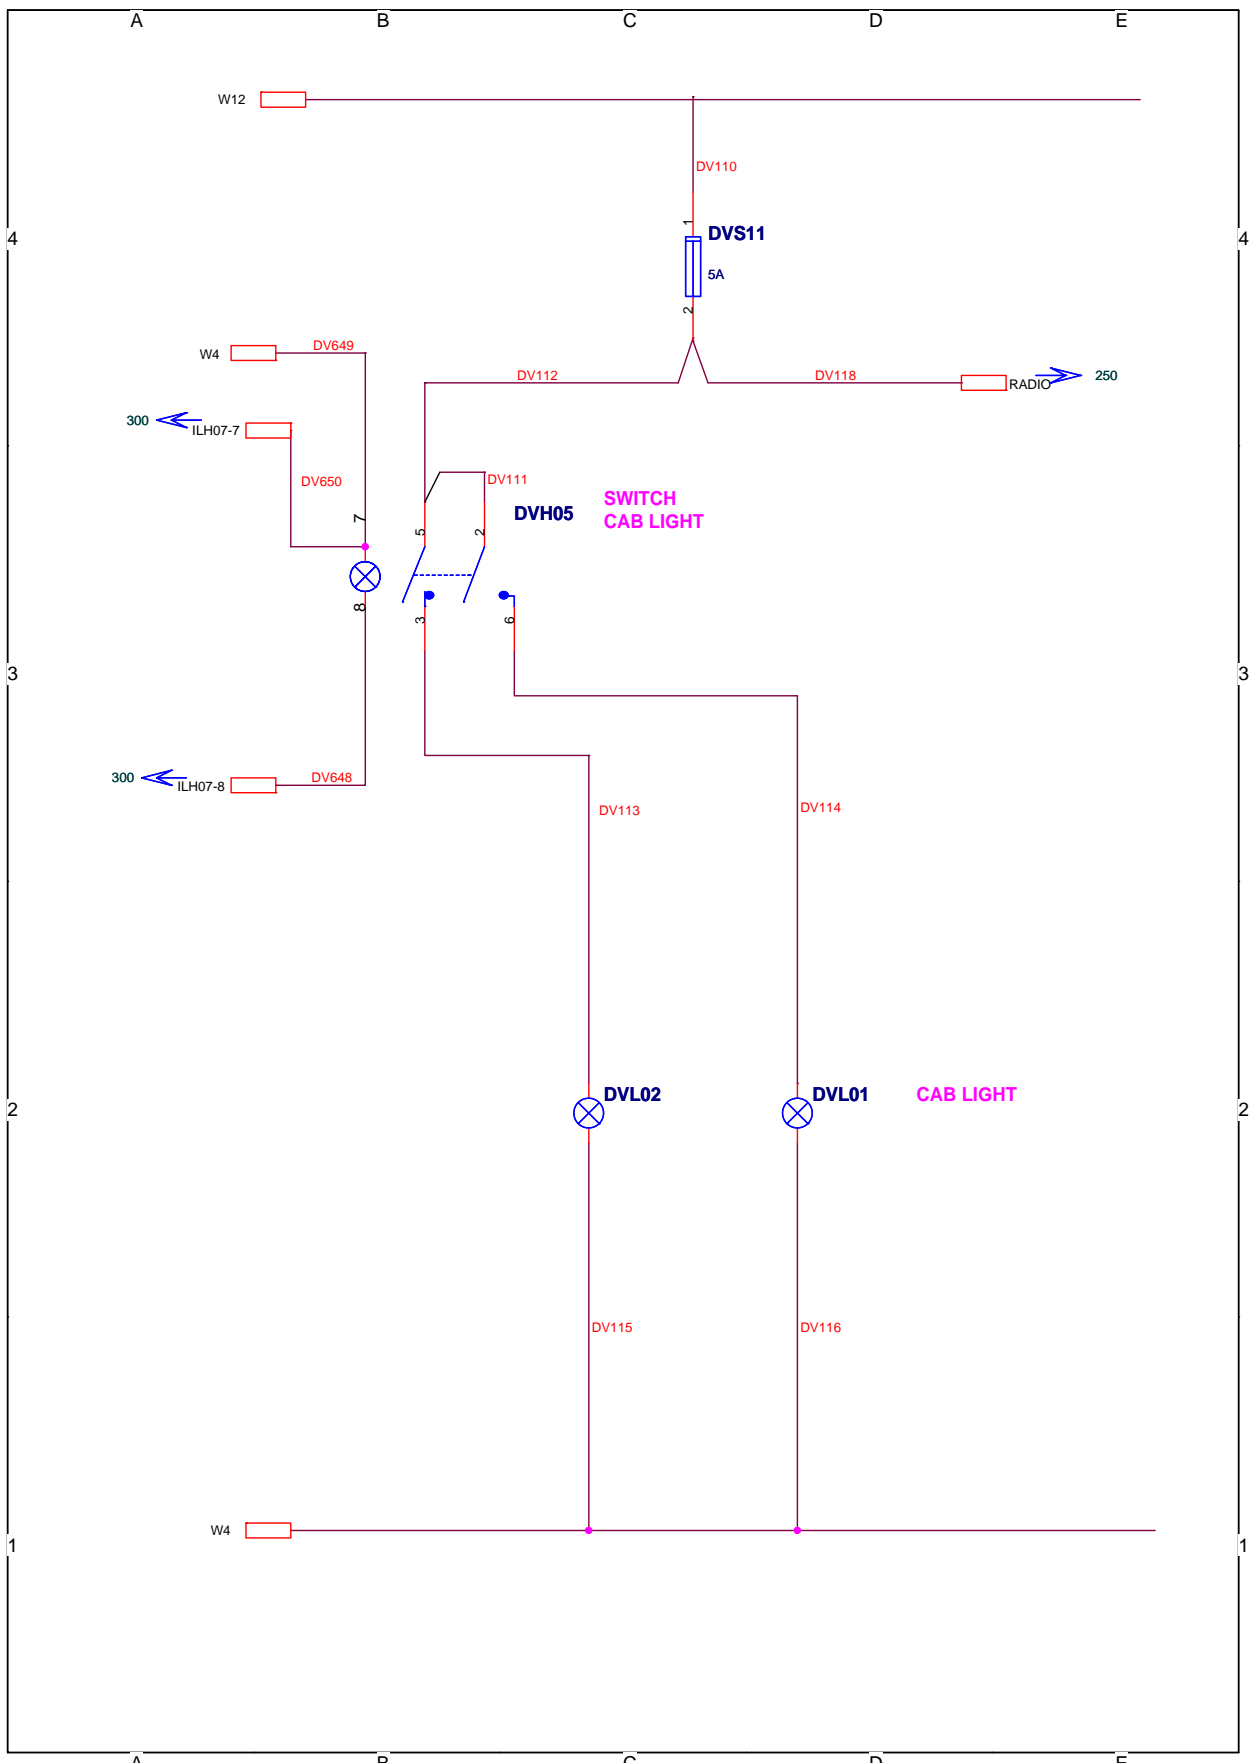 A B C D E
W12
DV110
1
4 DVS11 4
5A
2
W4 DV649
DV112 DV118 RADIO 250
300 ILH07-7
DV650 DV111
SWITCH
DVH05
CAB LIGHT
7 5 2
8 3 6
3 3
300 ILH07-8 DV648
DV113 DV114
DVL02 DVL01 CAB LIGHT
2 2
DV115 DV116
W4
1 1
A B C D E